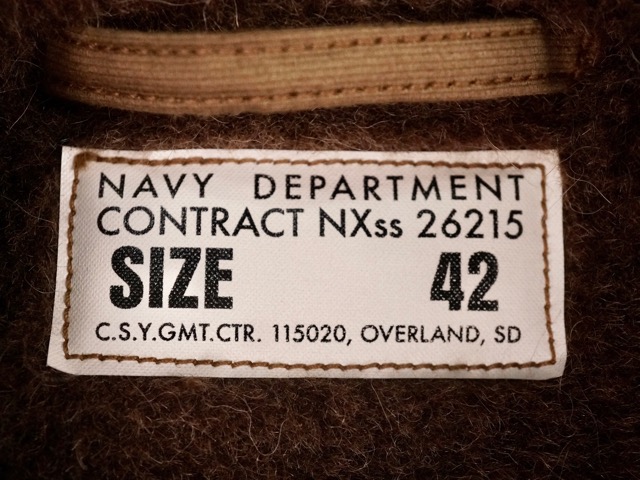 NAVY DEPARTMENT
CONTRACT NXss 26215
SIZE 42
C.S.Y.GMT.CTR. 115020, OVERLAND, SD